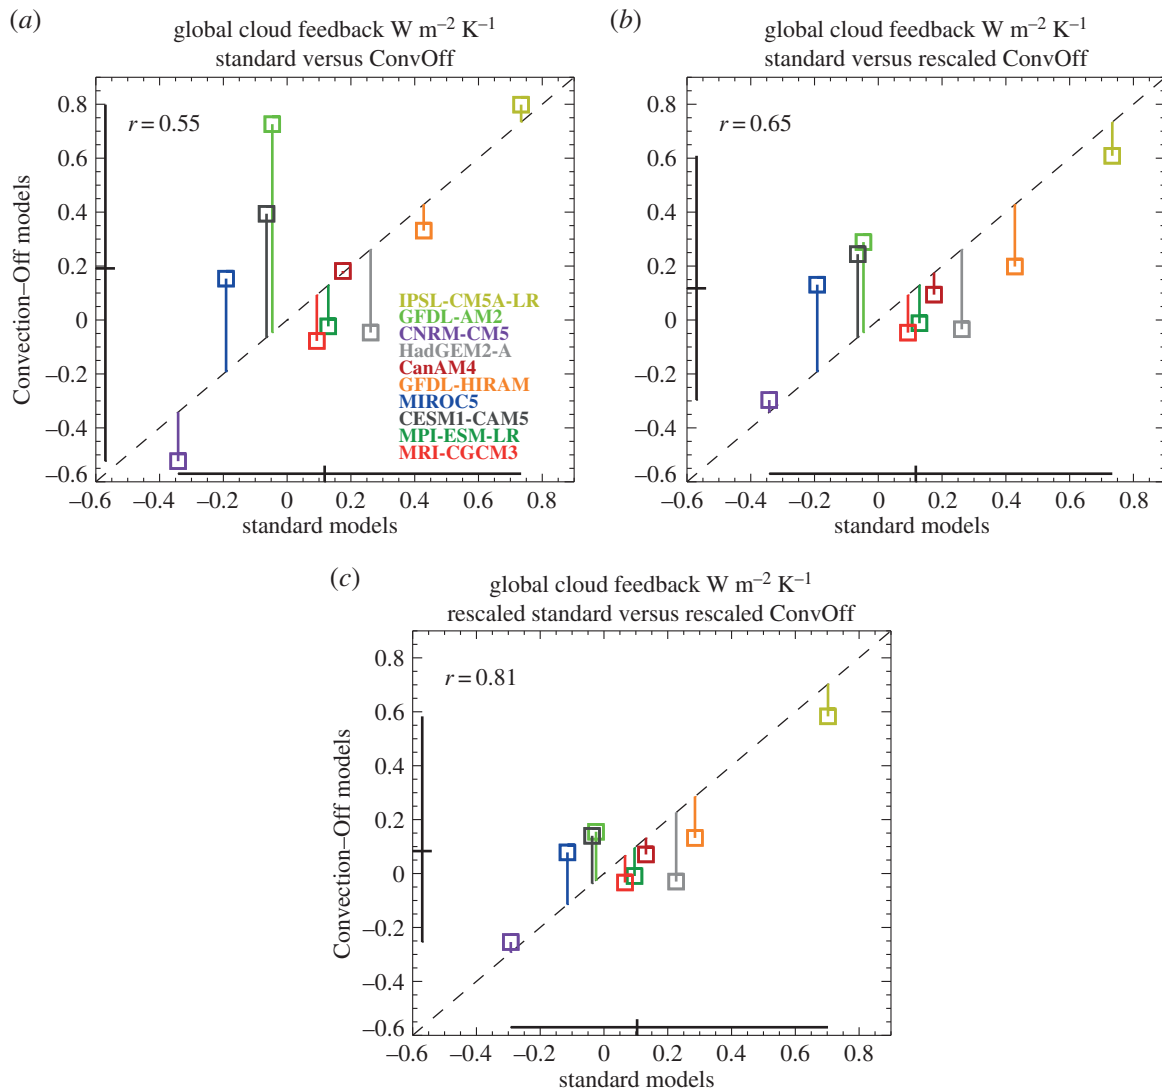 (a)
global cloud feedback W m⁻² K⁻¹
standard versus ConvOff
r = 0.55
Convection–Off models
0.8
0.6
0.4
0.2
0
–0.2
–0.4
–0.6
IPSL-CM5A-LR
GFDL-AM2
CNRM-CM5
HadGEM2-A
CanAM4
GFDL-HIRAM
MIROC5
CESM1-CAM5
MPI-ESM-LR
MRI-CGCM3
–0.6 –0.4 –0.2 0 0.2 0.4 0.6 0.8
standard models
(b)
global cloud feedback W m⁻² K⁻¹
standard versus rescaled ConvOff
r = 0.65
0.8
0.6
0.4
0.2
0
–0.2
–0.4
–0.6
–0.6 –0.4 –0.2 0 0.2 0.4 0.6 0.8
standard models
(c)
global cloud feedback W m⁻² K⁻¹
rescaled standard versus rescaled ConvOff
r = 0.81
Convection–Off models
0.8
0.6
0.4
0.2
0
–0.2
–0.4
–0.6
–0.6 –0.4 –0.2 0 0.2 0.4 0.6 0.8
standard models